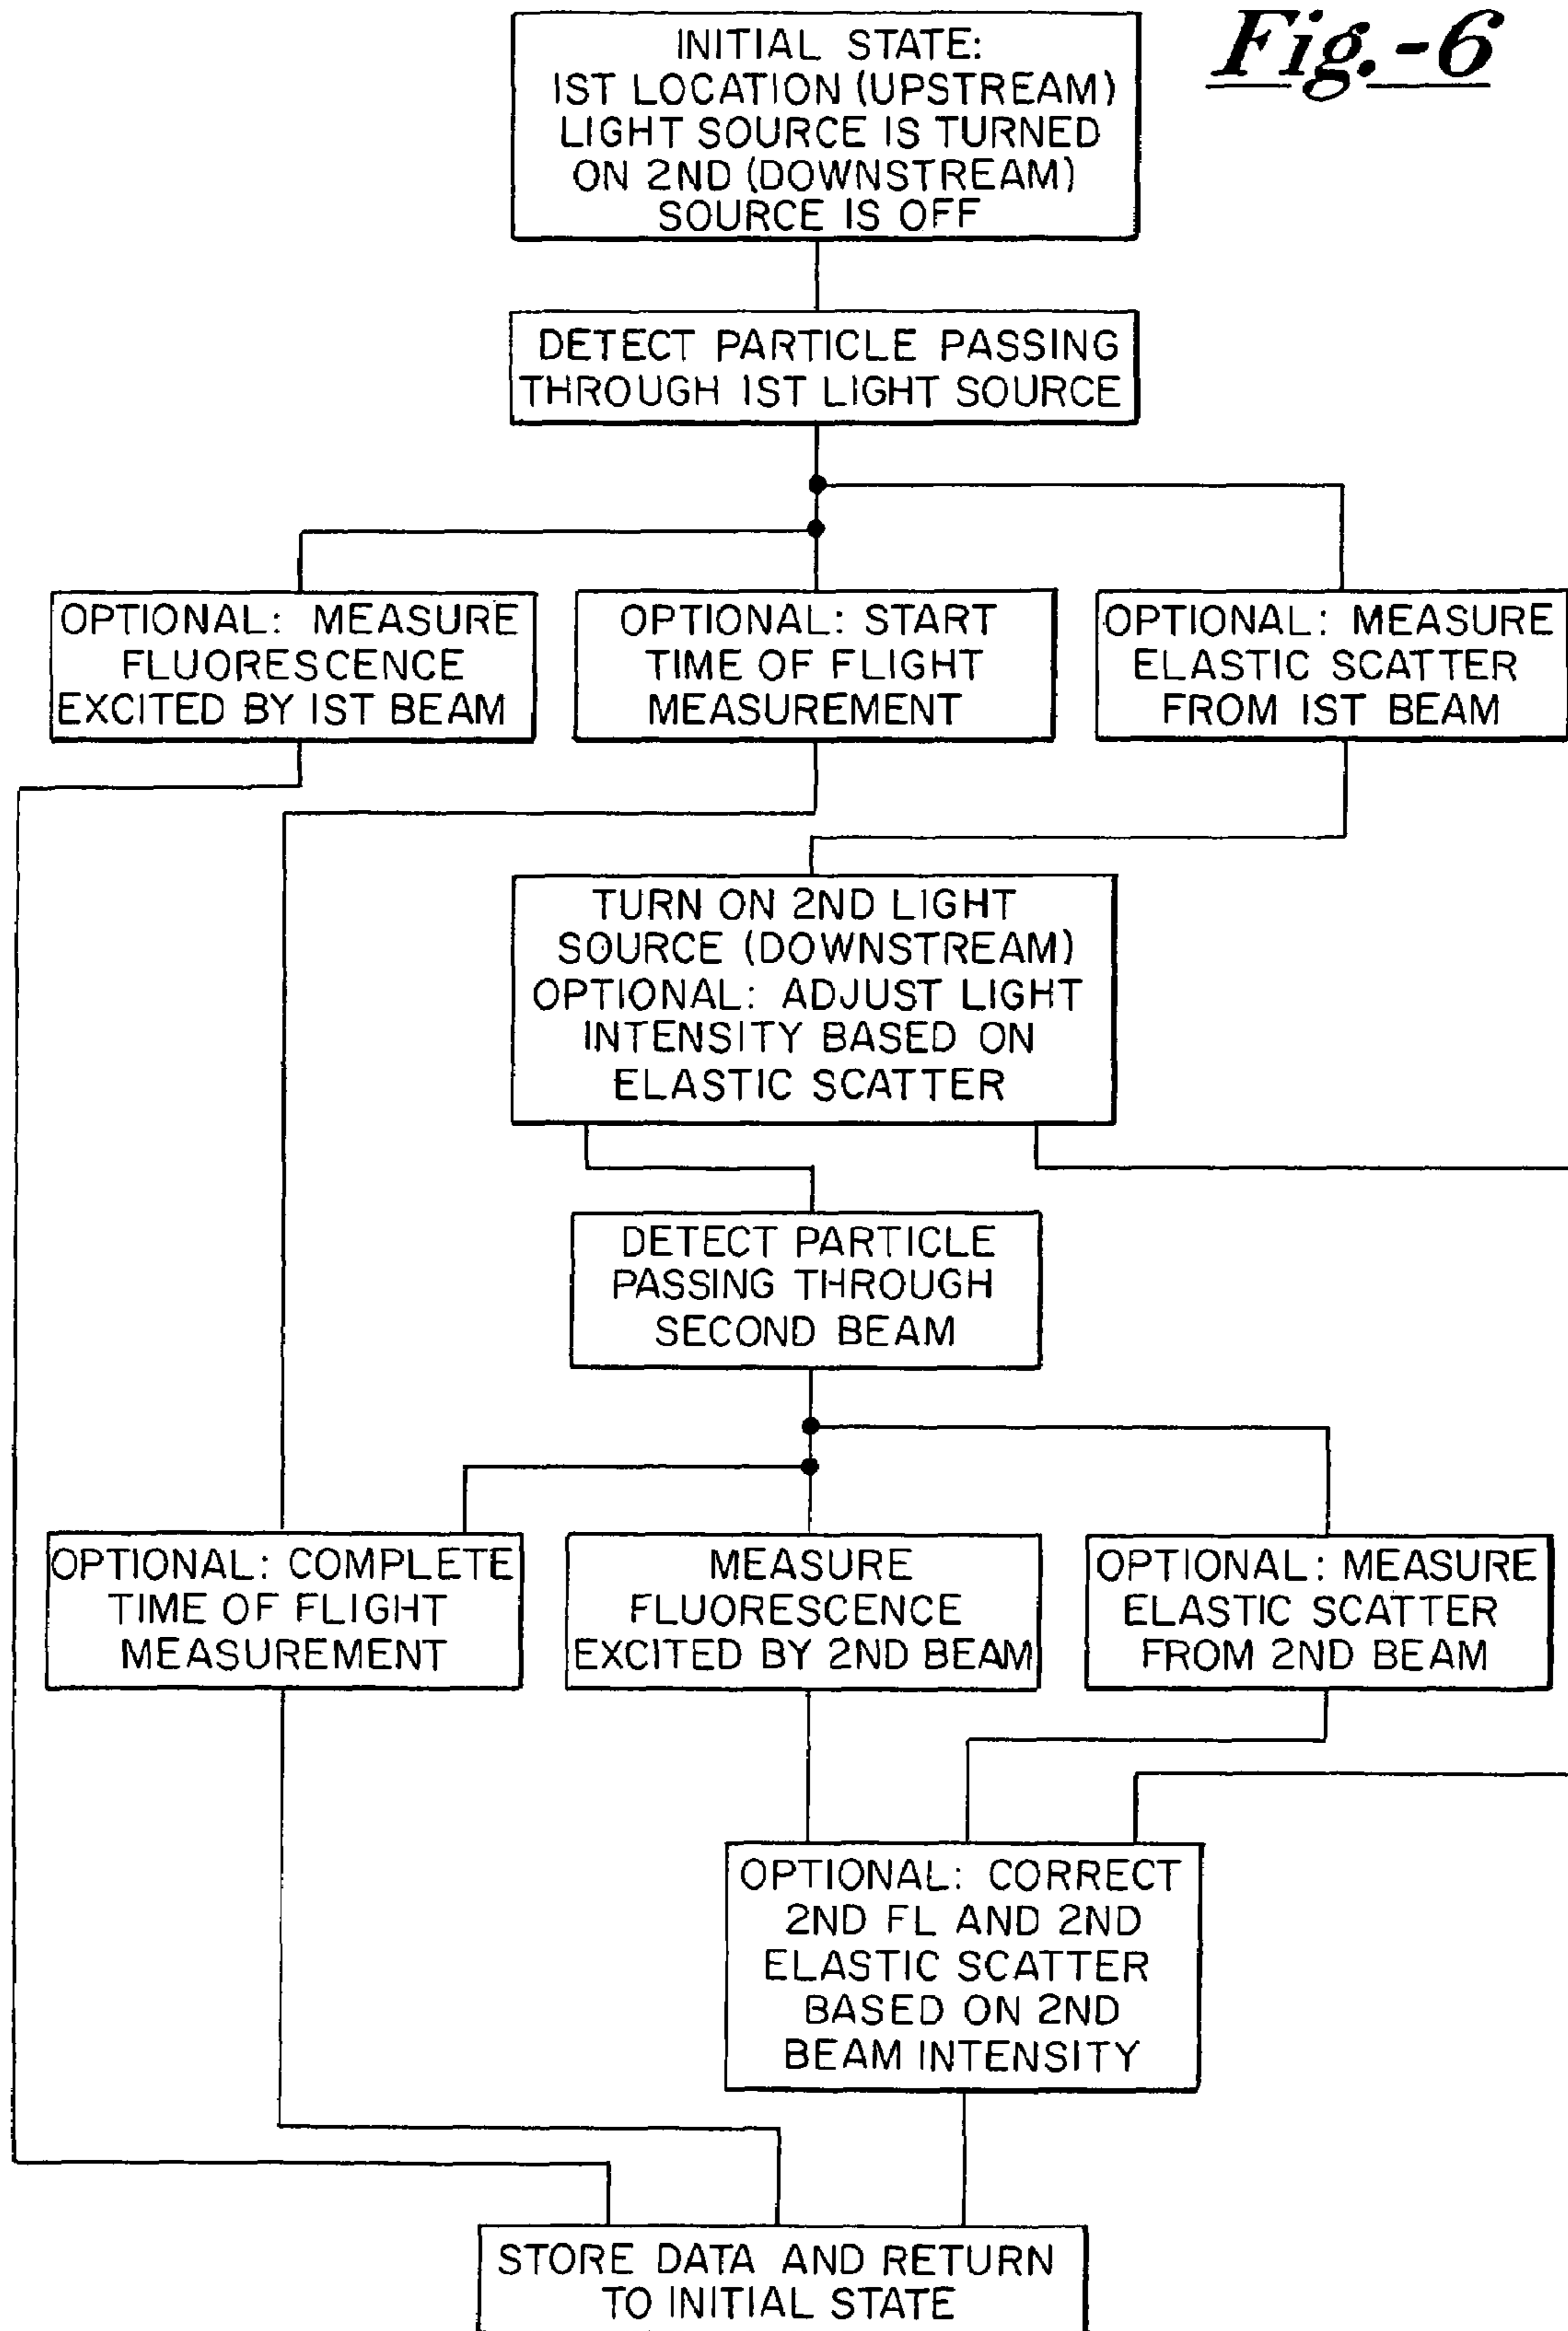 Fig.-6
INITIAL STATE:
1ST LOCATION (UPSTREAM)
LIGHT SOURCE IS TURNED
ON 2ND (DOWNSTREAM)
SOURCE IS OFF
DETECT PARTICLE PASSING
THROUGH 1ST LIGHT SOURCE
OPTIONAL: MEASURE
FLUORESCENCE
EXCITED BY 1ST BEAM
OPTIONAL: START
TIME OF FLIGHT
MEASUREMENT
OPTIONAL: MEASURE
ELASTIC SCATTER
FROM 1ST BEAM
TURN ON 2ND LIGHT
SOURCE (DOWNSTREAM)
OPTIONAL: ADJUST LIGHT
INTENSITY BASED ON
ELASTIC SCATTER
DETECT PARTICLE
PASSING THROUGH
SECOND BEAM
OPTIONAL: COMPLETE
TIME OF FLIGHT
MEASUREMENT
MEASURE
FLUORESCENCE
EXCITED BY 2ND BEAM
OPTIONAL: MEASURE
ELASTIC SCATTER
FROM 2ND BEAM
OPTIONAL: CORRECT
2ND FL AND 2ND
ELASTIC SCATTER
BASED ON 2ND
BEAM INTENSITY
STORE DATA AND RETURN
TO INITIAL STATE